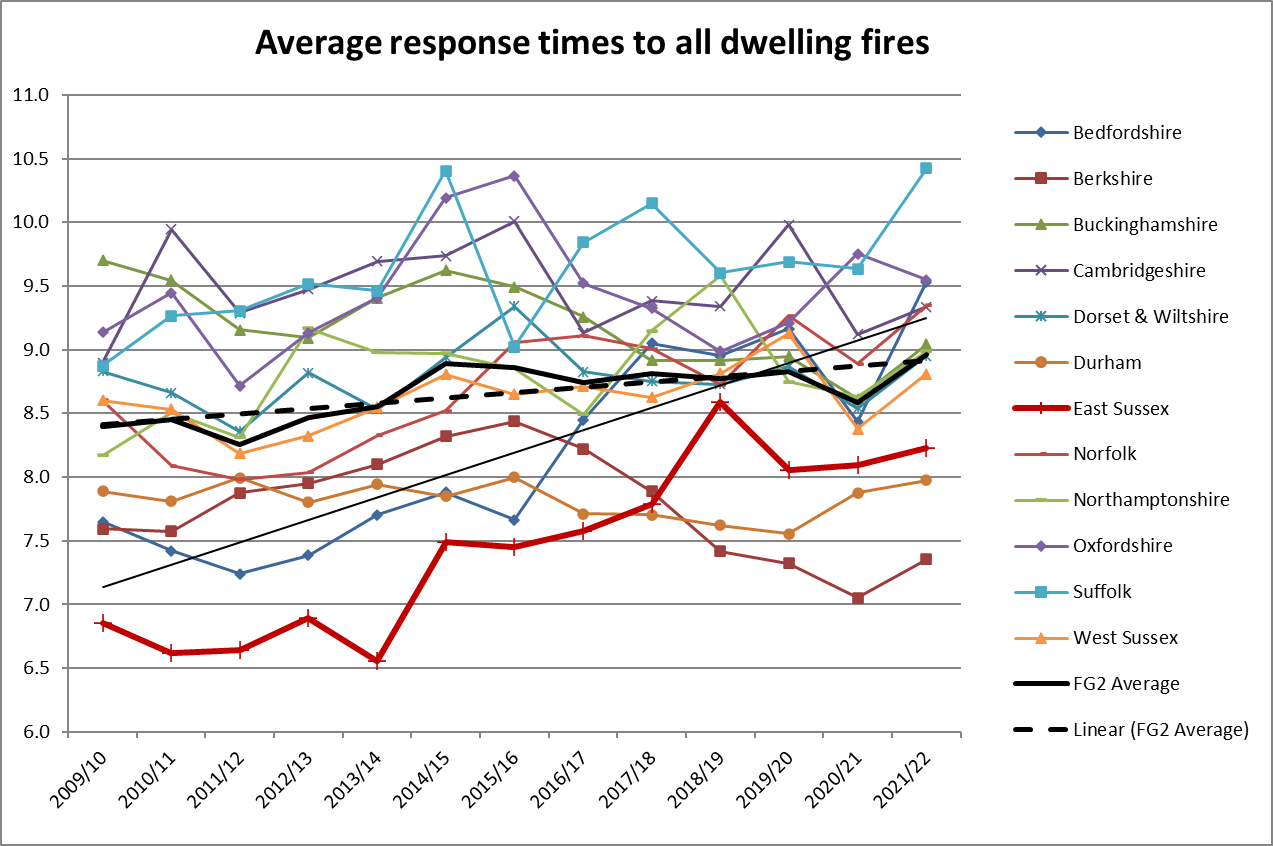 Average response times to all dwelling fires
11.0
10.5
10.0
9.5
9.0
8.5
8.0
7.5
7.0
6.5
6.0
2009/10
2010/11
2011/12
2012/13
2013/14
2014/15
2015/16
2016/17
2017/18
2018/19
2019/20
2020/21
2021/22
Bedfordshire
Berkshire
Buckinghamshire
Cambridgeshire
Dorset & Wiltshire
Durham
East Sussex
Norfolk
Northamptonshire
Oxfordshire
Suffolk
West Sussex
FG2 Average
Linear (FG2 Average)